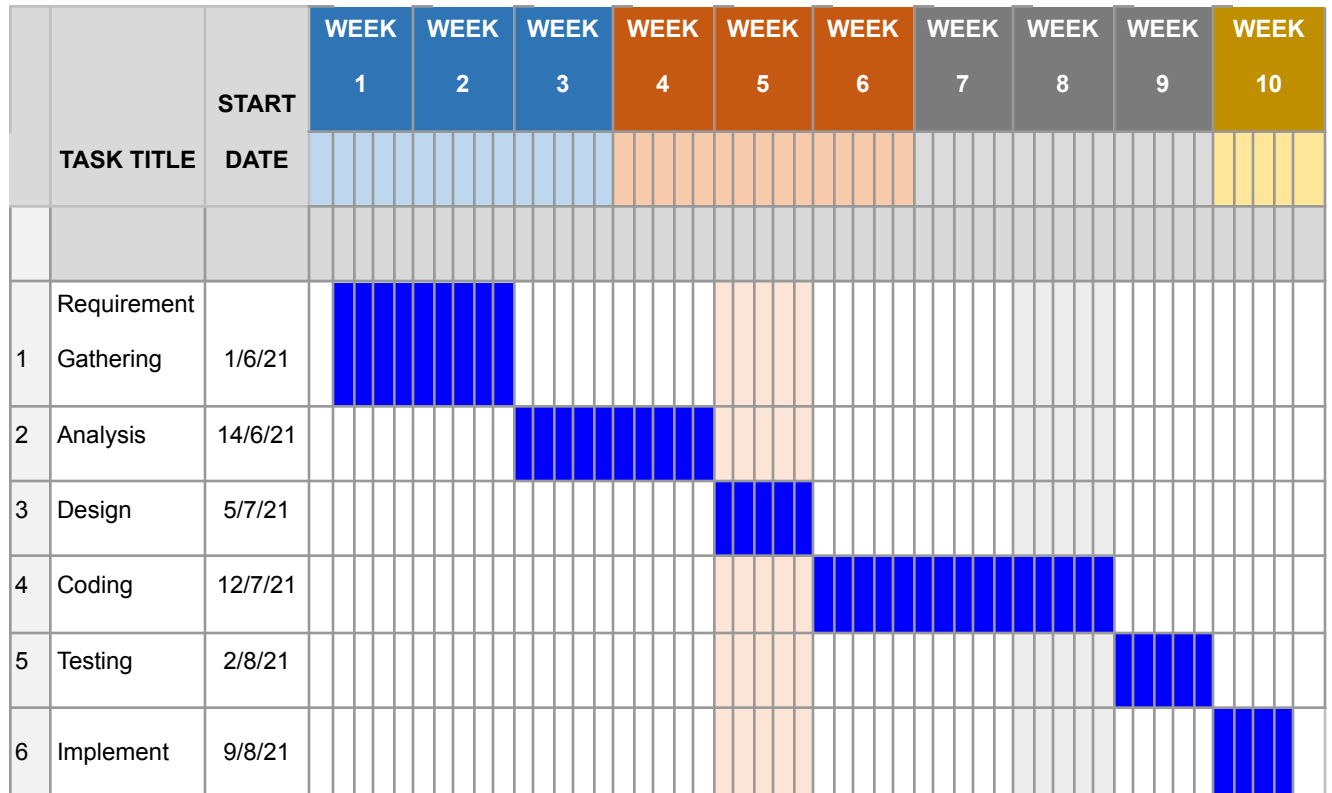 WEEK WEEK WEEK WEEK WEEK WEEK WEEK WEEK WEEK WEEK
1 2 3 4 5 6 7 8 9 10
START
TASK TITLE DATE
Requirement
1 Gathering 1/6/21
2 Analysis 14/6/21
3 Design 5/7/21
4 Coding 12/7/21
5 Testing 2/8/21
6 Implement 9/8/21